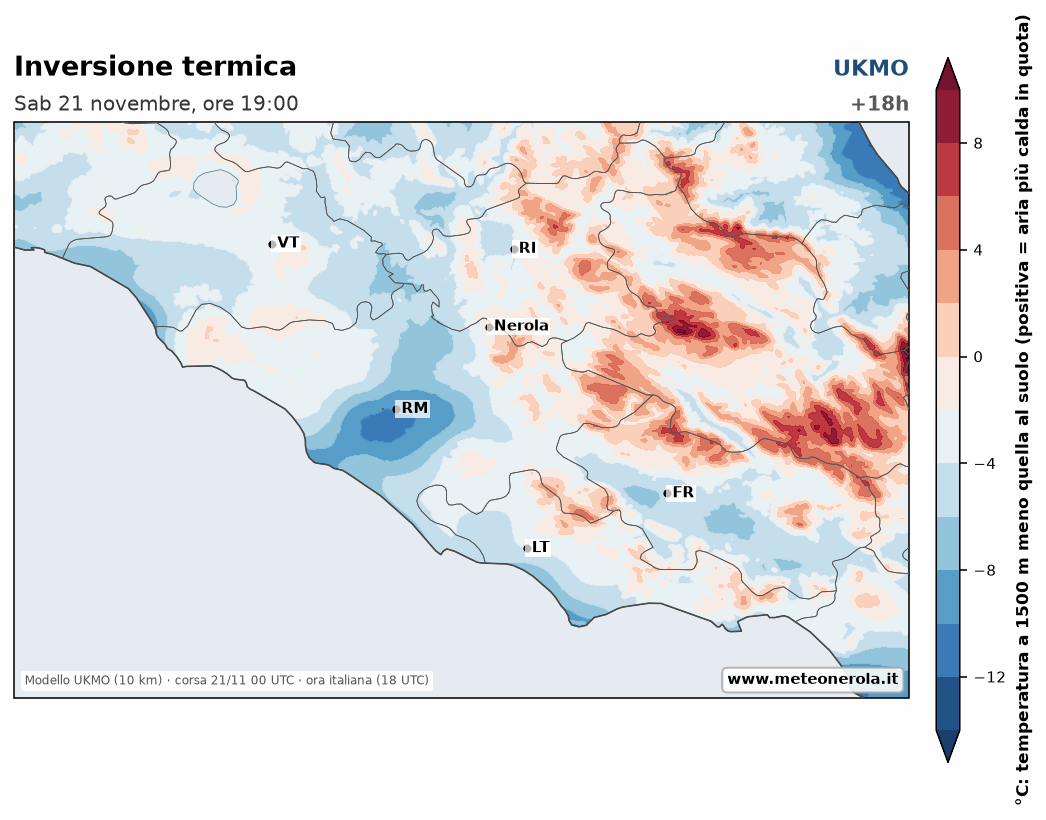 Inversione termica
UKMO
Sab 21 novembre, ore 19:00
+18h
VT
RI
Nerola
RM
FR
LT
Modello UKMO (10 km) · corsa 21/11 00 UTC · ora italiana (18 UTC)
www.meteonerola.it
8
4
0
−4
−8
−12
°C: temperatura a 1500 m meno quella al suolo (positiva = aria più calda in quota)